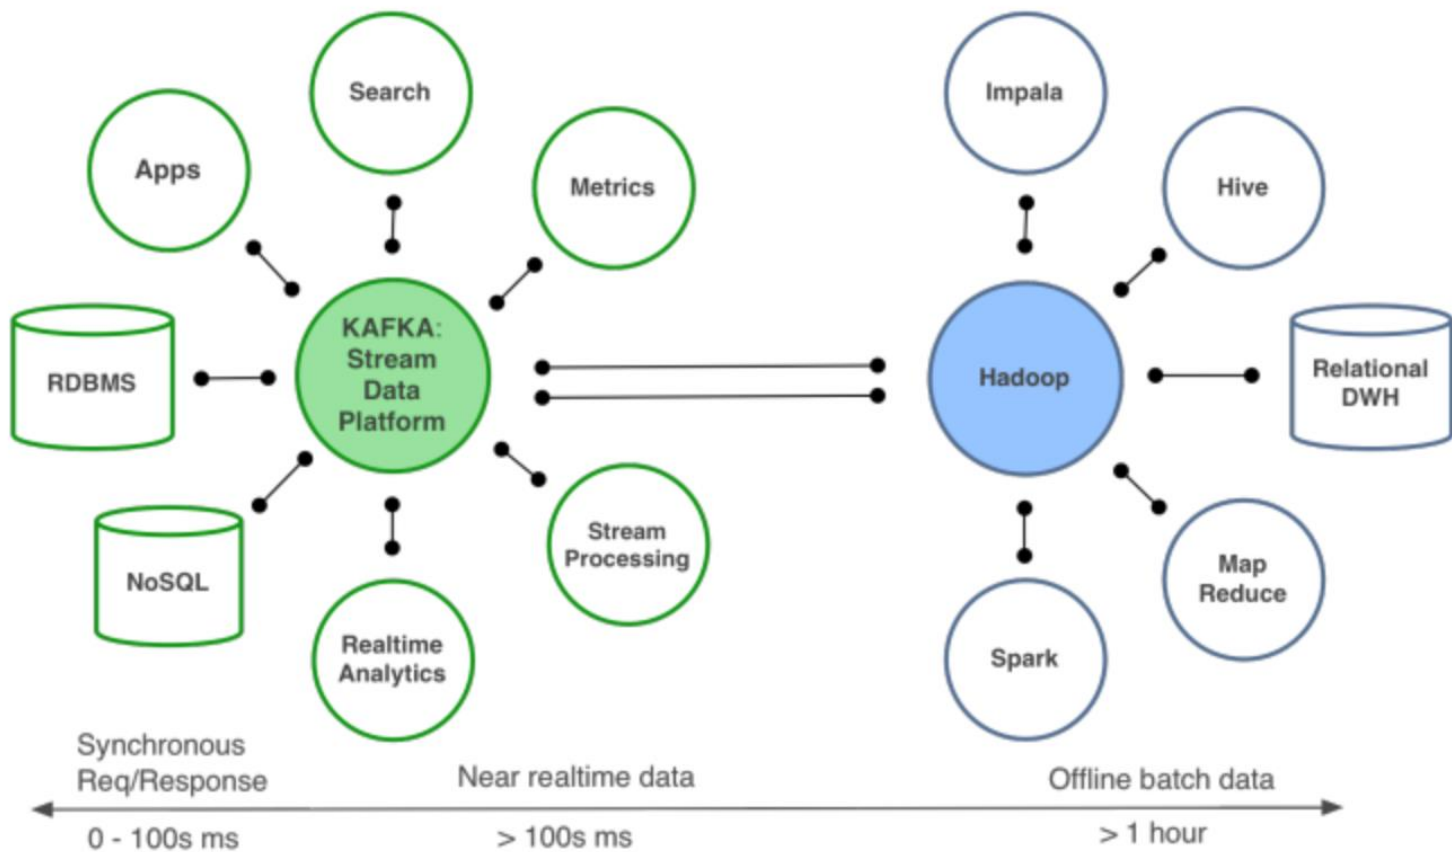 Search
Impala
Apps
Metrics
Hive
KAFKA:
Stream
Data
Platform
RDBMS
Hadoop
Relational
DWH
NoSQL
Stream
Processing
Map
Reduce
Realtime
Analytics
Spark
Synchronous
Req/Response
Near realtime data
Offline batch data
0 - 100s ms
> 100s ms
> 1 hour